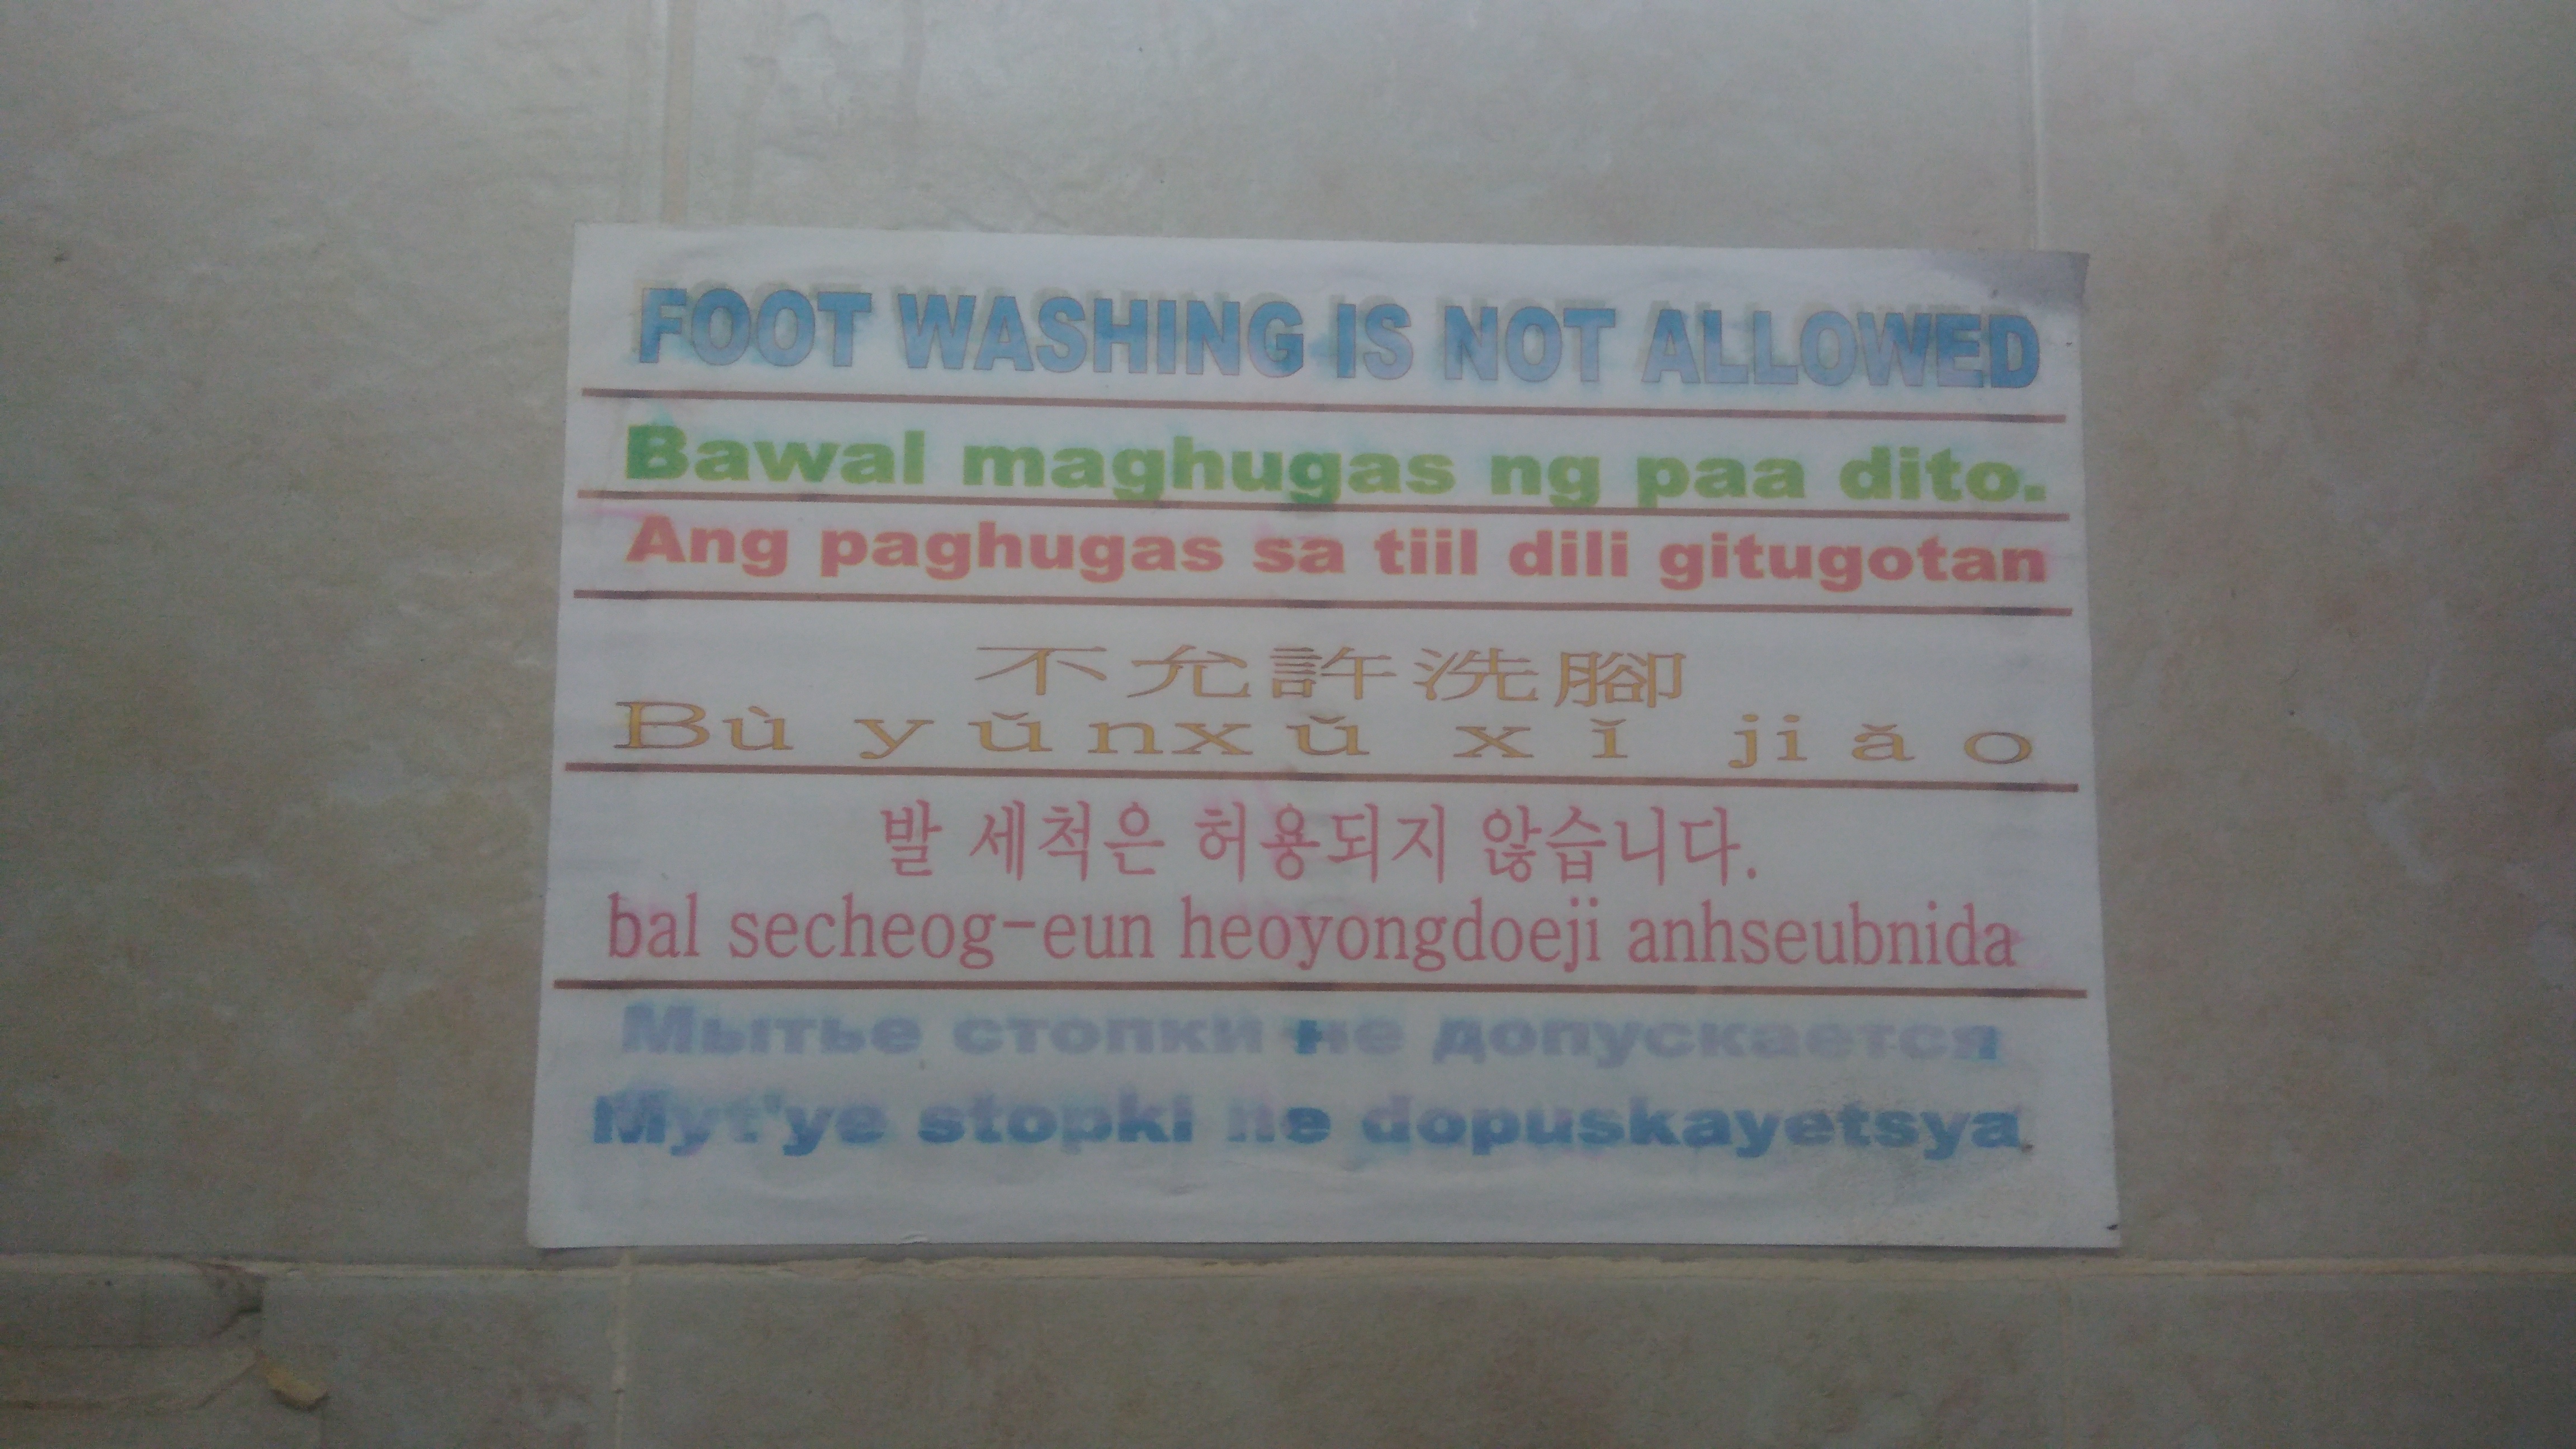 FOOT WASHING IS NOT ALLOWED
Bawal maghugas ng paa dito.
Ang paghugas sa tiil dili gitugotan
不允許洗腳
Bù yǔnxǔ xǐ jiǎo
발 세척은 허용되지 않습니다.
bal secheog-eun heoyongdoeji anhseubnida
Мытье стопки не допускается
Myt'ye stopki ne dopuskayetsya